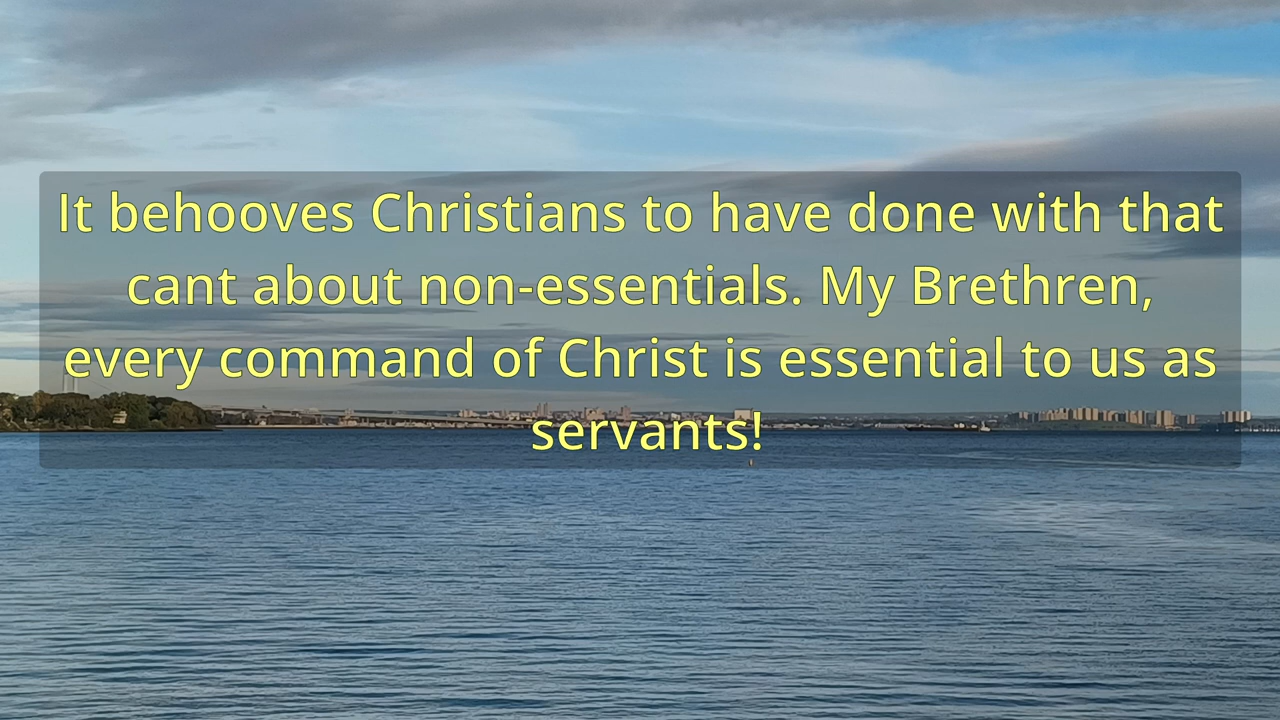 It behooves Christians to have done with that
cant about non-essentials. My Brethren,
every command of Christ is essential to us as
servants!